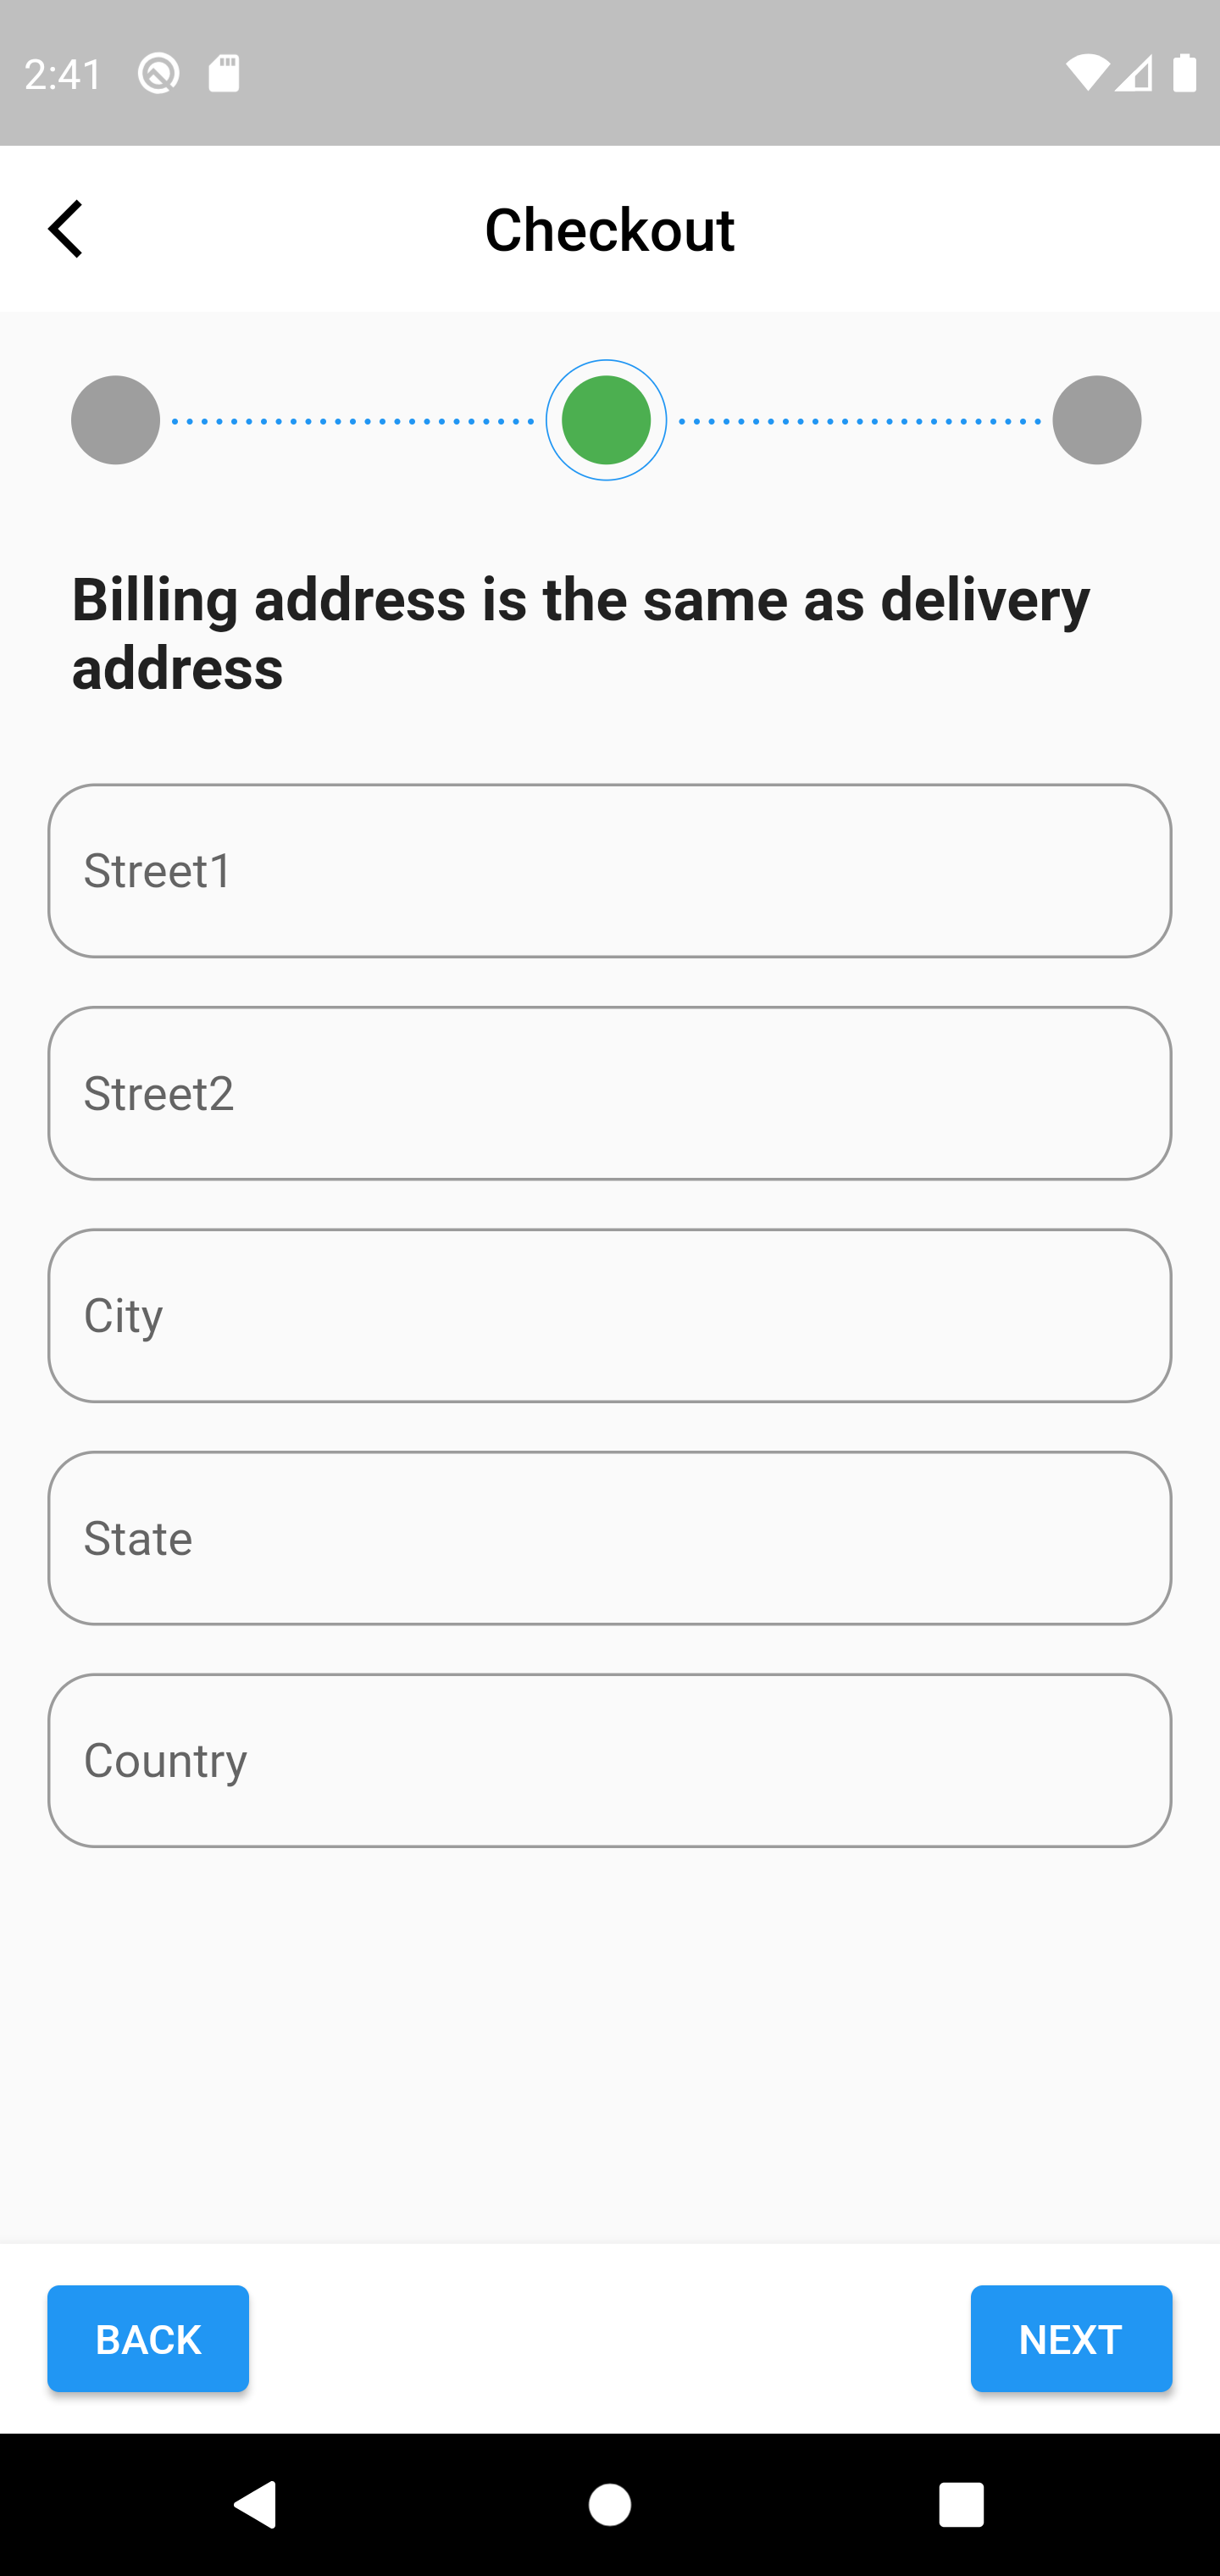 2:41
Checkout
Billing address is the same as delivery
address
Street1
Street2
City
State
Country
BACK
NEXT